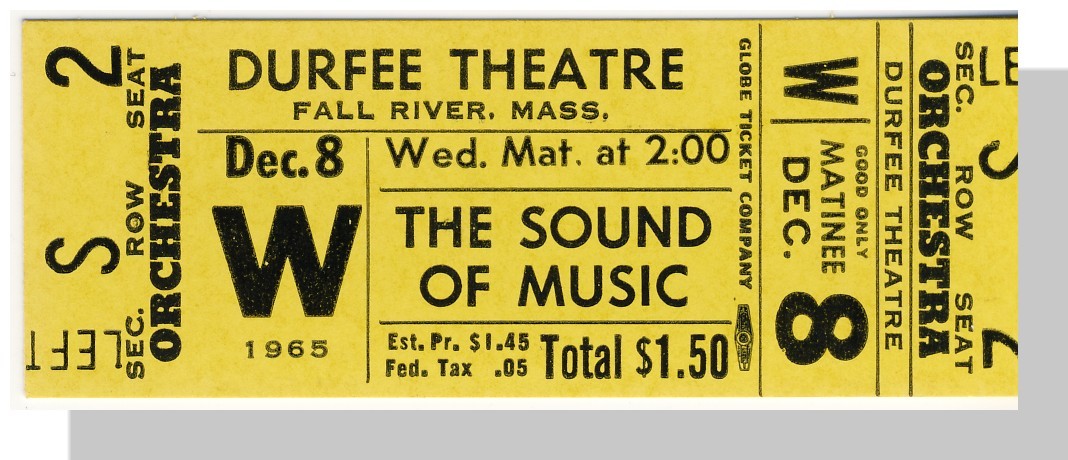 LEFT S 2
SEC. ROW SEAT
ORCHESTRA
DURFEE THEATRE
FALL RIVER, MASS.
Dec. 8
W
1965
Wed. Mat. at 2:00
THE SOUND
OF MUSIC
Est. Pr. $1.45
Fed. Tax .05
Total $1.50
GLOBE TICKET COMPANY
W
GOOD ONLY
MATINEE
DEC. 8
DURFEE THEATRE
ORCHESTRA
SEC. ROW SEAT
LE S 2